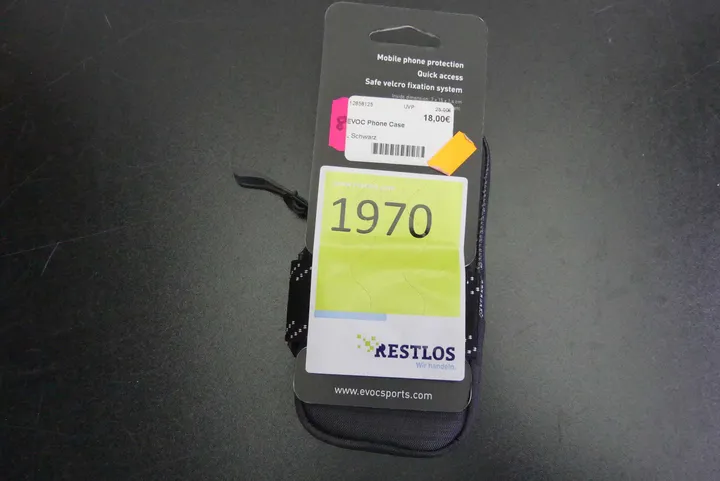 Mobile phone protection
Quick access
Safe velcro fixation system
UVP
18,00€
EVOC Phone Case
, Schwarz
1970
RESTLOS
Wir handeln.
www.evocsports.com